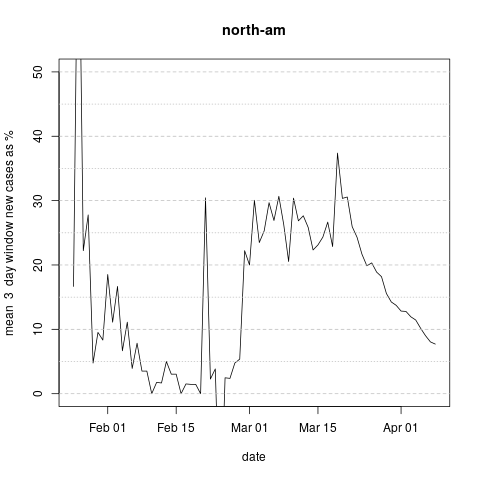 north-am
mean 3 day window new cases as %
50
40
30
20
10
0
Feb 01
Feb 15
Mar 01
Mar 15
Apr 01
date